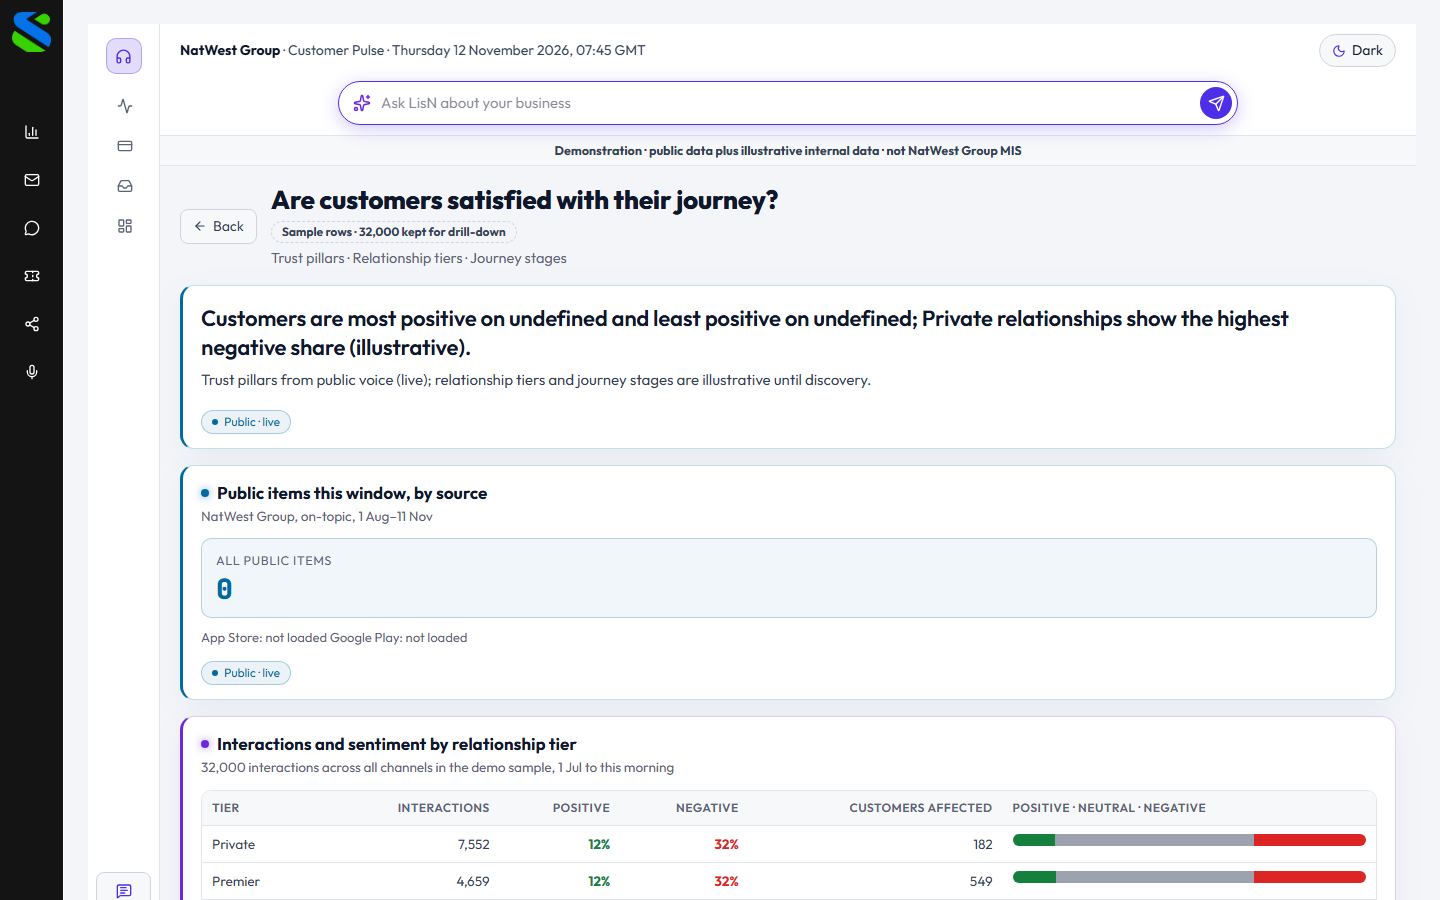 NatWest Group · Customer Pulse · Thursday 12 November 2026, 07:45 GMT
Dark
Ask LisN about your business
Demonstration · public data plus illustrative internal data · not NatWest Group MIS
Back
Are customers satisfied with their journey?
Sample rows · 32,000 kept for drill-down
Trust pillars · Relationship tiers · Journey stages
Customers are most positive on undefined and least positive on undefined; Private relationships show the highest
negative share (illustrative).
Trust pillars from public voice (live); relationship tiers and journey stages are illustrative until discovery.
Public · live
Public items this window, by source
NatWest Group, on-topic, 1 Aug–11 Nov
ALL PUBLIC ITEMS
0
App Store: not loaded Google Play: not loaded
Public · live
Interactions and sentiment by relationship tier
32,000 interactions across all channels in the demo sample, 1 Jul to this morning
TIER INTERACTIONS POSITIVE NEGATIVE CUSTOMERS AFFECTED POSITIVE · NEUTRAL · NEGATIVE
Private 7,552 12% 32% 182
Premier 4,659 12% 32% 549